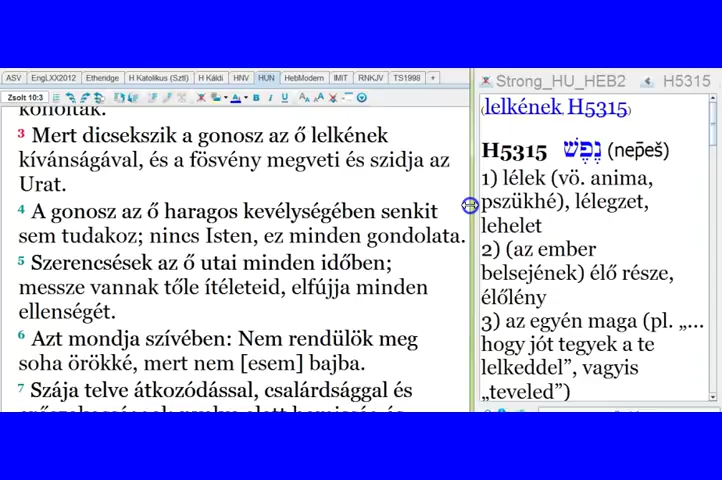 ASV EngLXX2012 Etheridge H Katolikus (SztI) H Káldi HNV HUN HebModern IMIT RNKJV TS1998 +
Zsolt 10:3
3 Mert dicsekszik a gonosz az ő lelkének
kívánságával, és a fösvény megveti és szidja az
Urat.
4 A gonosz az ő haragos kevélységében senkit
sem tudakoz; nincs Isten, ez minden gondolata.
5 Szerencsések az ő utai minden időben;
messze vannak tőle ítéleteid, elfújja minden
ellenségét.
6 Azt mondja szívében: Nem rendülök meg
soha örökké, mert nem [esem] bajba.
7 Szája telve átkozódással, csalárdsággal és
Strong_HU_HEB2 H5315
(lelkének H5315)
H5315 נֶפֶשׁ (nep̄eš)
1) lélek (vö. anima,
pszükhé), lélegzet,
lehelet
2) (az ember
belsejének) élő része,
élőlény
3) az egyén maga (pl. „...
hogy jót tegyek a te
lelkeddel”, vagyis
„teveled”)